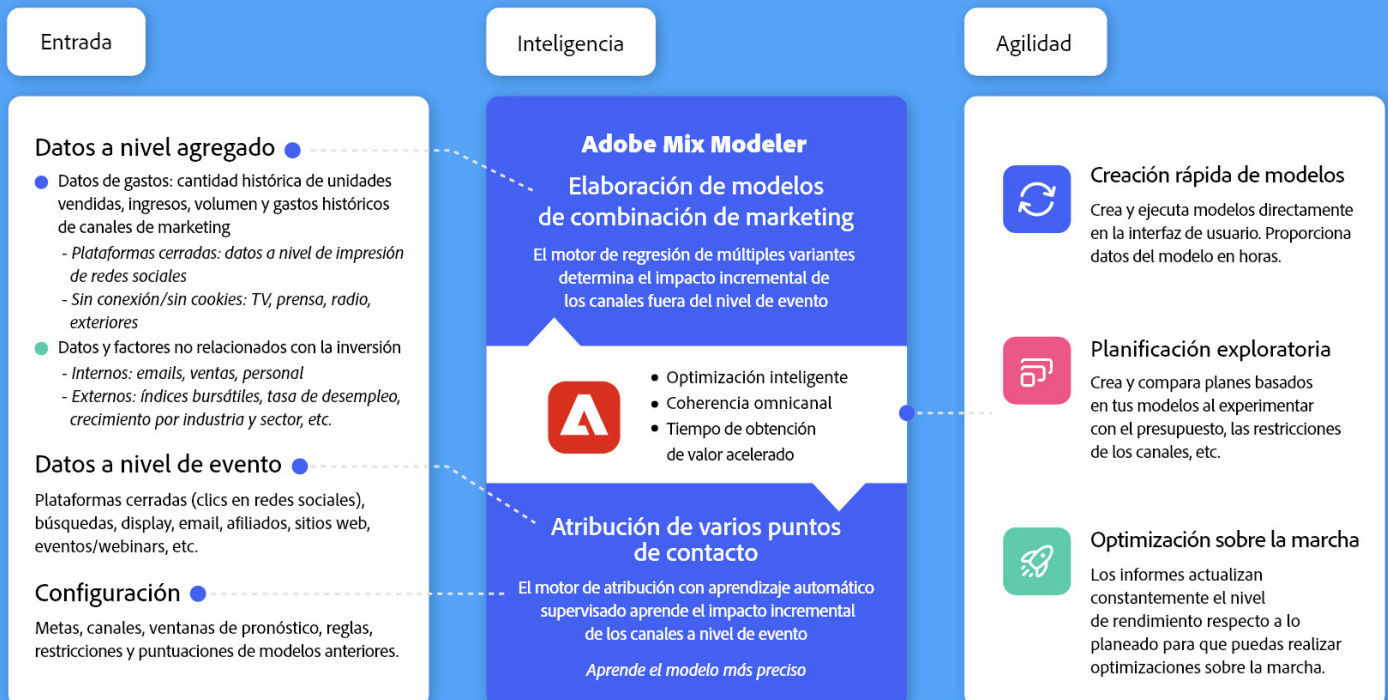 Entrada
Datos a nivel agregado
Datos de gastos: cantidad histórica de unidades
vendidas, ingresos, volumen y gastos históricos
de canales de marketing
- Plataformas cerradas: datos a nivel de impresión
de redes sociales
- Sin conexión/sin cookies: TV, prensa, radio,
exteriores
Datos y factores no relacionados con la inversión
- Internos: emails, ventas, personal
- Externos: índices bursátiles, tasa de desempleo,
crecimiento por industria y sector, etc.
Datos a nivel de evento
Plataformas cerradas (clics en redes sociales),
búsquedas, display, email, afiliados, sitios web,
eventos/webinars, etc.
Configuración
Metas, canales, ventanas de pronóstico, reglas,
restricciones y puntuaciones de modelos anteriores.
Inteligencia
Adobe Mix Modeler
Elaboración de modelos
de combinación de marketing
El motor de regresión de múltiples variantes
determina el impacto incremental de
los canales fuera del nivel de evento
• Optimización inteligente
• Coherencia omnicanal
• Tiempo de obtención
de valor acelerado
Atribución de varios puntos
de contacto
El motor de atribución con aprendizaje automático
supervisado aprende el impacto incremental
de los canales a nivel de evento
Aprende el modelo más preciso
Agilidad
Creación rápida de modelos
Crea y ejecuta modelos directamente
en la interfaz de usuario. Proporciona
datos del modelo en horas.
Planificación exploratoria
Crea y compara planes basados
en tus modelos al experimentar
con el presupuesto, las restricciones
de los canales, etc.
Optimización sobre la marcha
Los informes actualizan
constantemente el nivel
de rendimiento respecto a lo
planeado para que puedas realizar
optimizaciones sobre la marcha.